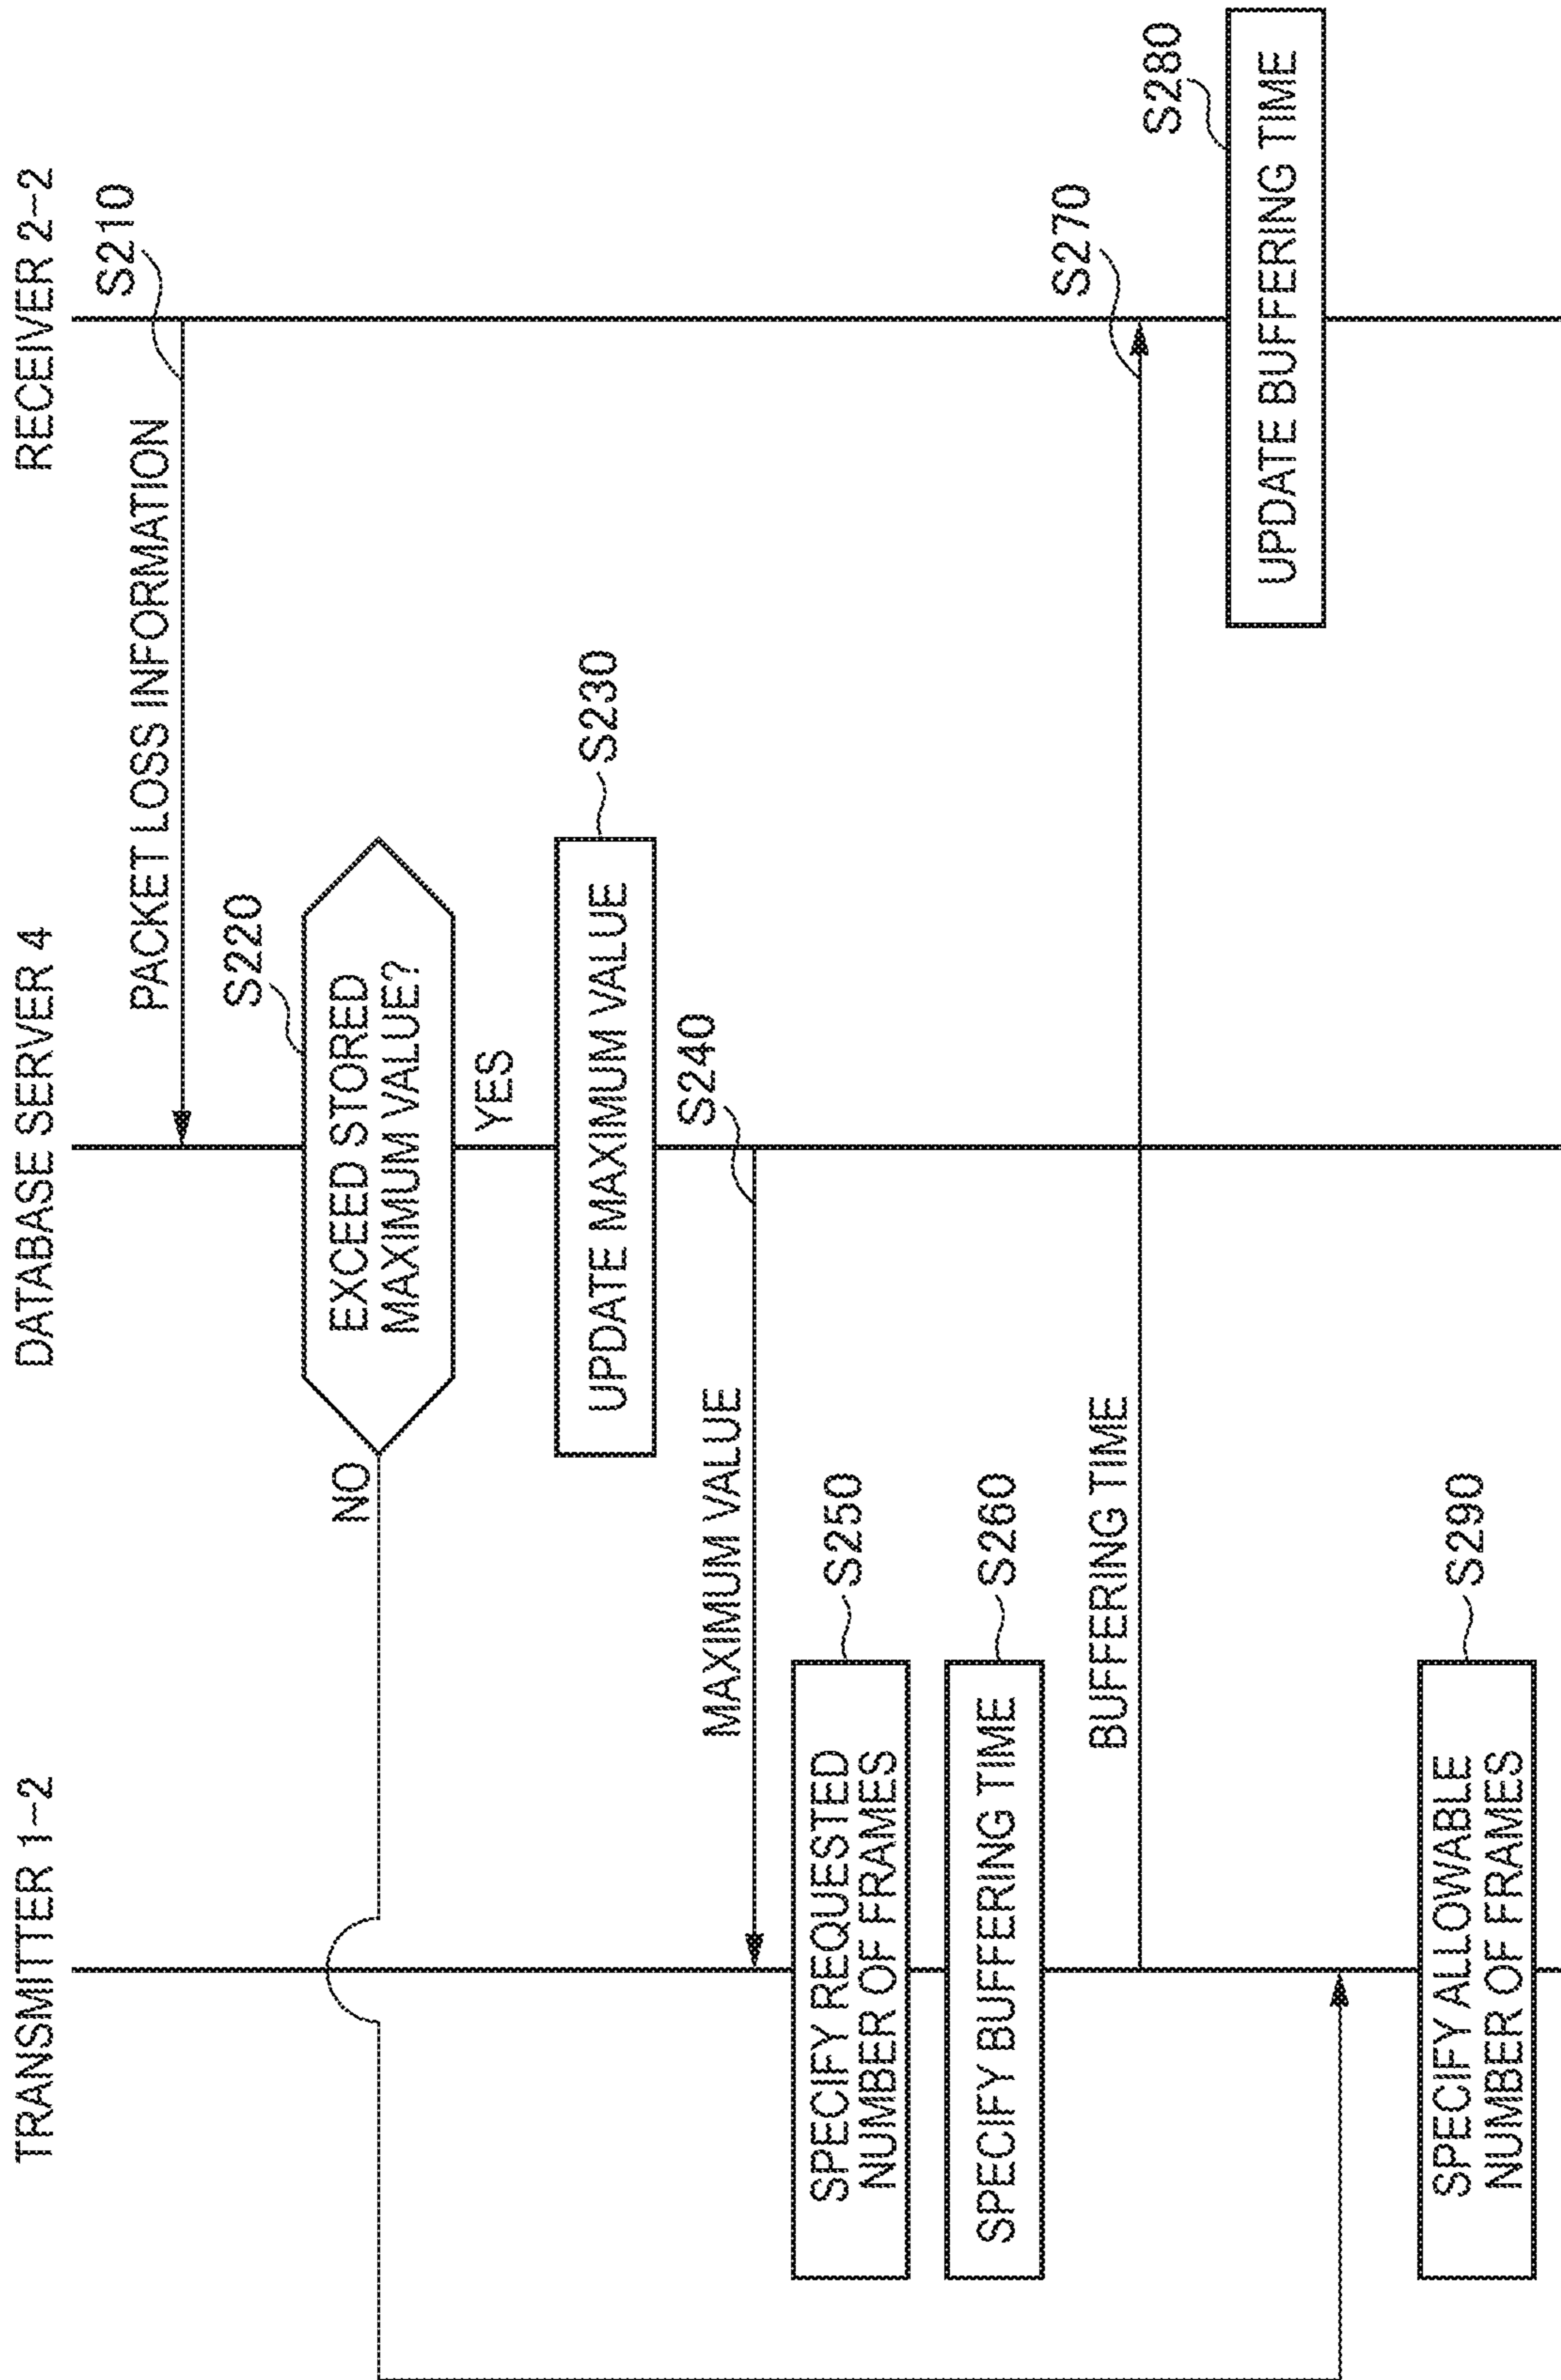 TRANSMITTER 1-2
DATABASE SERVER 4
RECEIVER 2-2
S210
PACKET LOSS INFORMATION
S220
EXCEED STORED
MAXIMUM VALUE?
NO
YES
S230
UPDATE MAXIMUM VALUE
S240
MAXIMUM VALUE
S250
SPECIFY REQUESTED
NUMBER OF FRAMES
S260
SPECIFY BUFFERING TIME
S270
BUFFERING TIME
S280
UPDATE BUFFERING TIME
S290
SPECIFY ALLOWABLE
NUMBER OF FRAMES